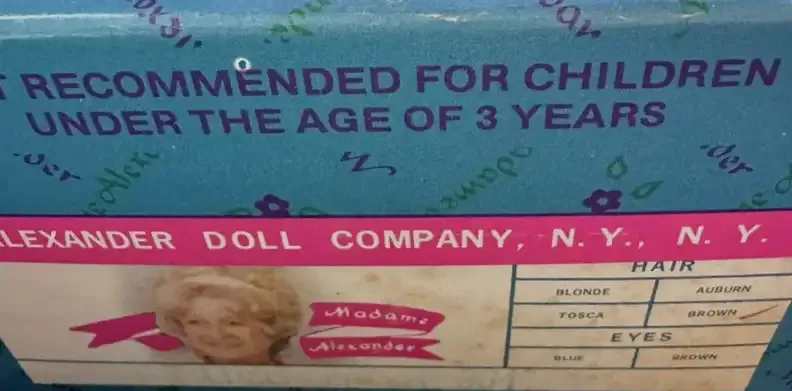 RECOMMENDED FOR CHILDREN
UNDER THE AGE OF 3 YEARS
LEXANDER DOLL COMPANY, N. Y., N. Y.
HAIR
BLONDE AUBURN
TOSCA BROWN
EYES
BLUE BROWN
Madame
Alexander